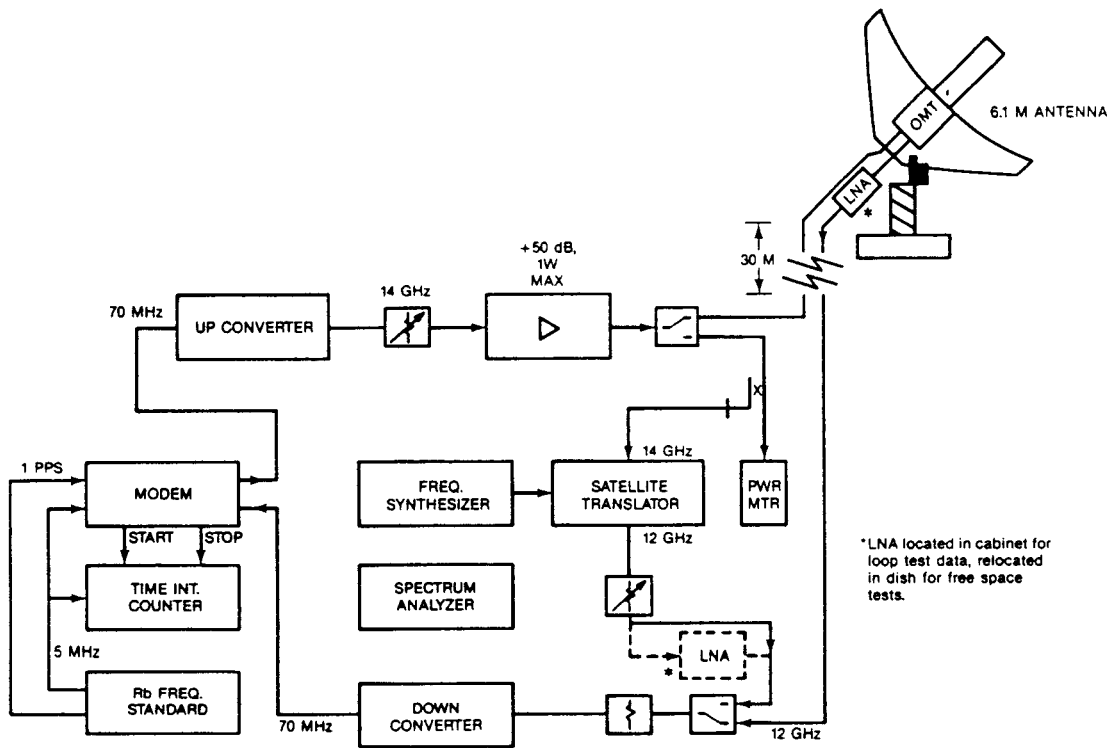 OMT
6.1 M ANTENNA
LNA
*
30 M
+50 dB,
1W
MAX
14 GHz
70 MHz
UP CONVERTER
X
1 PPS
MODEM
START
STOP
TIME INT.
COUNTER
5 MHz
Rb FREQ.
STANDARD
FREQ.
SYNTHESIZER
14 GHz
SATELLITE
TRANSLATOR
12 GHz
PWR
MTR
SPECTRUM
ANALYZER
*LNA located in cabinet for
loop test data, relocated
in dish for free space
tests.
LNA
*
70 MHz
DOWN
CONVERTER
12 GHz